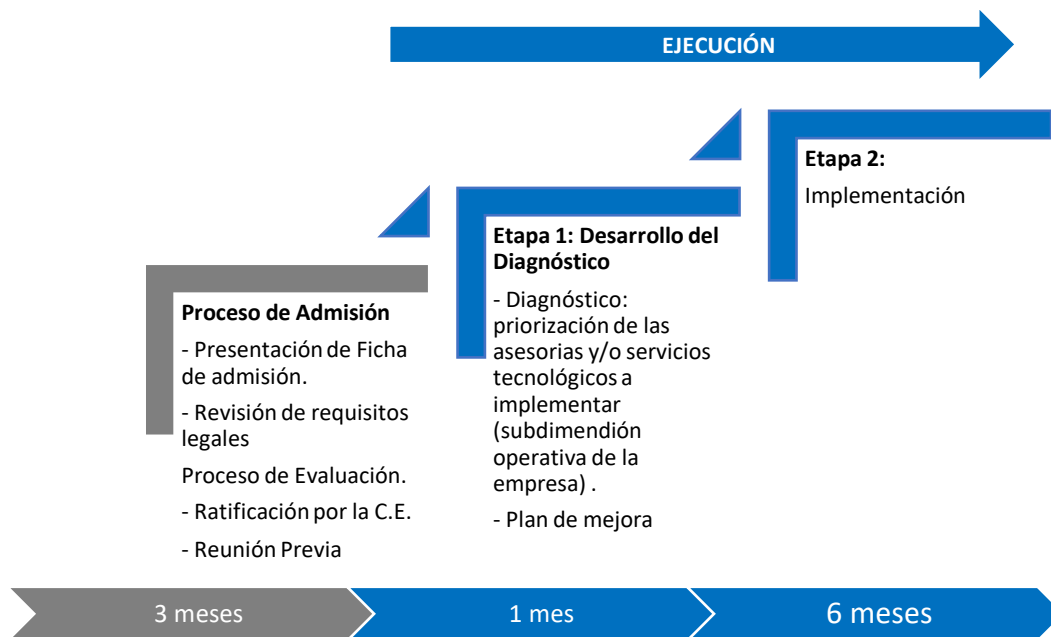 EJECUCIÓN
Proceso de Admisión
- Presentación de Ficha
de admisión.
- Revisión de requisitos
legales
Proceso de Evaluación.
- Ratificación por la C.E.
- Reunión Previa
Etapa 1: Desarrollo del
Diagnóstico
- Diagnóstico:
priorización de las
asesorias y/o servicios
tecnológicos a
implementar
(subdimendión
operativa de la
empresa) .
- Plan de mejora
Etapa 2:
Implementación
3 meses
1 mes
6 meses